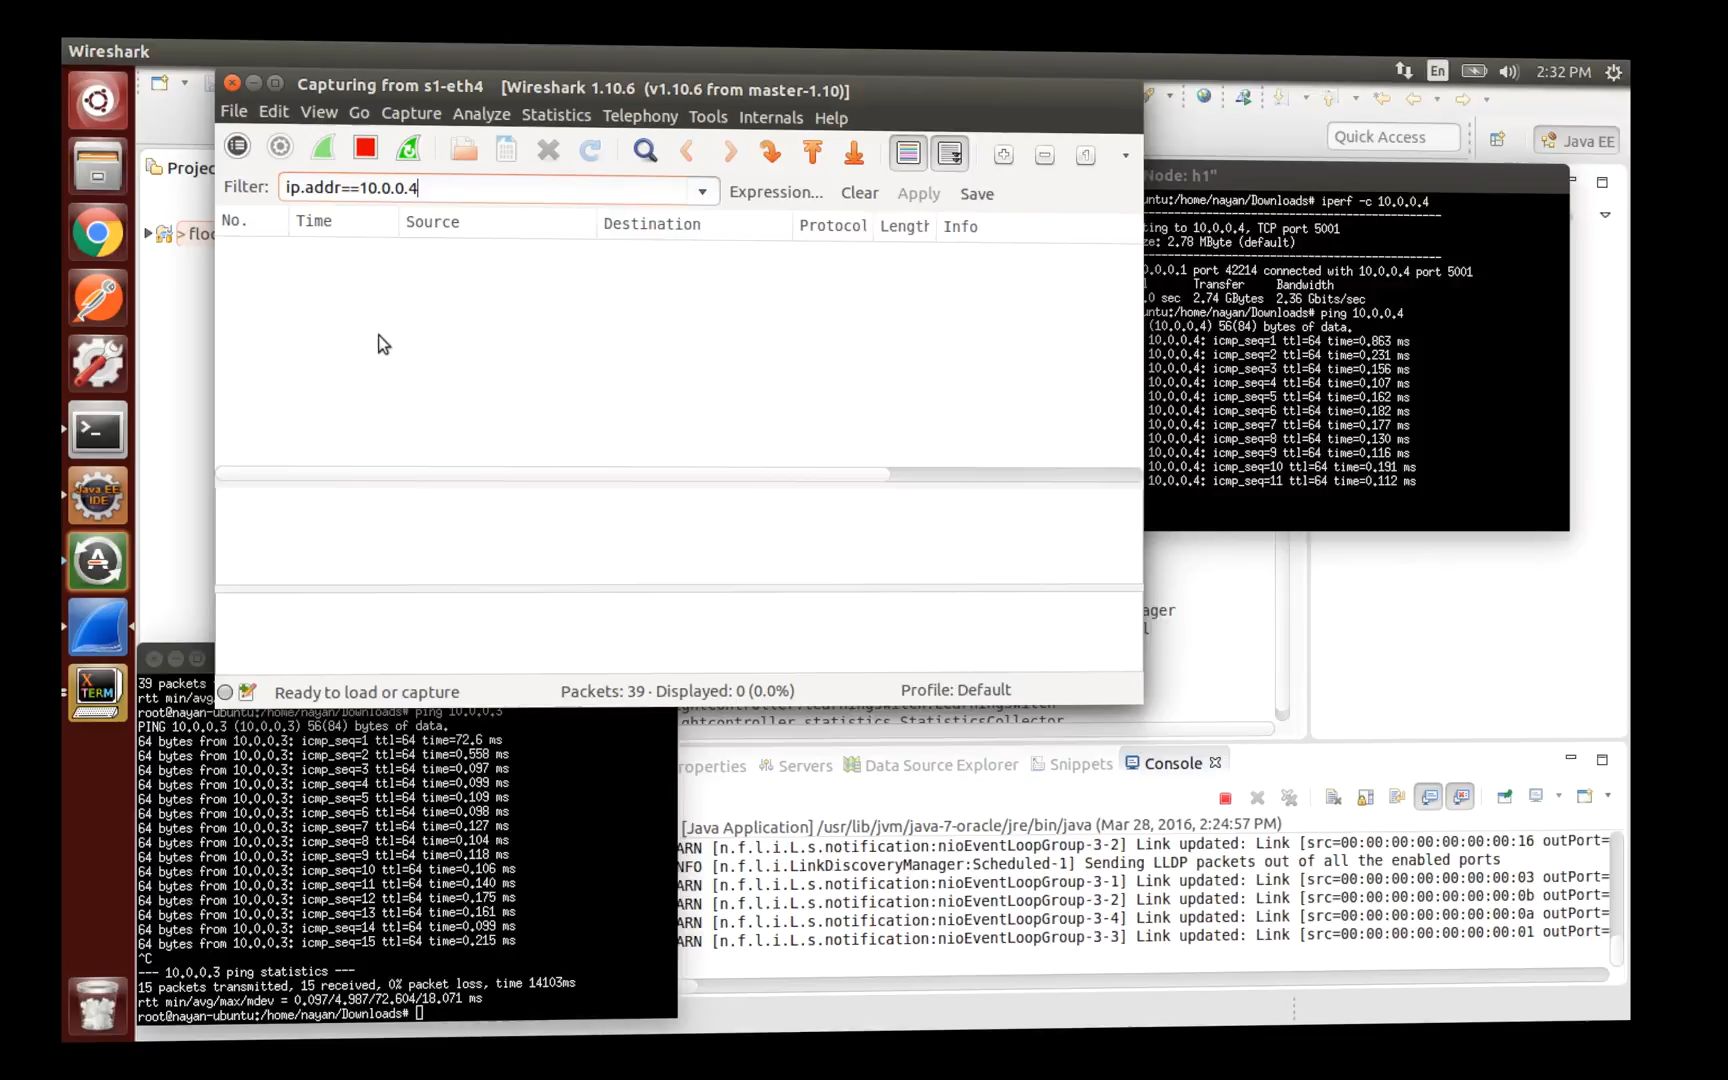 Wireshark
En
2:32 PM
Capturing from s1-eth4 [Wireshark 1.10.6 (v1.10.6 from master-1.10)]
File Edit View Go Capture Analyze Statistics Telephony Tools Internals Help
Filter: ip.addr==10.0.0.4
Expression... Clear Apply Save
No. Time Source Destination Protocol Length Info
Ready to load or capture Packets: 39 · Displayed: 0 (0.0%) Profile: Default
Projec
> floo
Quick Access
Java EE
Node: h1"
untu:/home/nayan/Downloads# iperf -c 10.0.0.4
ting to 10.0.0.4, TCP port 5001
ze: 2.78 MByte (default)
.0.0.1 port 42214 connected with 10.0.0.4 port 5001
l Transfer Bandwidth
.0 sec 2.74 GBytes 2.36 Gbits/sec
untu:/home/nayan/Downloads# ping 10.0.0.4
(10.0.0.4) 56(84) bytes of data.
10.0.0.4: icmp_seq=1 ttl=64 time=0.863 ms
10.0.0.4: icmp_seq=2 ttl=64 time=0.231 ms
10.0.0.4: icmp_seq=3 ttl=64 time=0.156 ms
10.0.0.4: icmp_seq=4 ttl=64 time=0.107 ms
10.0.0.4: icmp_seq=5 ttl=64 time=0.162 ms
10.0.0.4: icmp_seq=6 ttl=64 time=0.182 ms
10.0.0.4: icmp_seq=7 ttl=64 time=0.177 ms
10.0.0.4: icmp_seq=8 ttl=64 time=0.130 ms
10.0.0.4: icmp_seq=9 ttl=64 time=0.116 ms
10.0.0.4: icmp_seq=10 ttl=64 time=0.191 ms
10.0.0.4: icmp_seq=11 ttl=64 time=0.112 ms
ager
Java EE
IDE
X
TERM
39 packets
rtt min/avg
root@nayan-ubuntu:/home/nayan/Downloads# ping 10.0.0.3
PING 10.0.0.3 (10.0.0.3) 56(84) bytes of data.
64 bytes from 10.0.0.3: icmp_seq=1 ttl=64 time=72.6 ms
64 bytes from 10.0.0.3: icmp_seq=2 ttl=64 time=0.558 ms
64 bytes from 10.0.0.3: icmp_seq=3 ttl=64 time=0.097 ms
64 bytes from 10.0.0.3: icmp_seq=4 ttl=64 time=0.099 ms
64 bytes from 10.0.0.3: icmp_seq=5 ttl=64 time=0.109 ms
64 bytes from 10.0.0.3: icmp_seq=6 ttl=64 time=0.098 ms
64 bytes from 10.0.0.3: icmp_seq=7 ttl=64 time=0.127 ms
64 bytes from 10.0.0.3: icmp_seq=8 ttl=64 time=0.104 ms
64 bytes from 10.0.0.3: icmp_seq=9 ttl=64 time=0.118 ms
64 bytes from 10.0.0.3: icmp_seq=10 ttl=64 time=0.106 ms
64 bytes from 10.0.0.3: icmp_seq=11 ttl=64 time=0.140 ms
64 bytes from 10.0.0.3: icmp_seq=12 ttl=64 time=0.175 ms
64 bytes from 10.0.0.3: icmp_seq=13 ttl=64 time=0.161 ms
64 bytes from 10.0.0.3: icmp_seq=14 ttl=64 time=0.099 ms
64 bytes from 10.0.0.3: icmp_seq=15 ttl=64 time=0.215 ms
^C
--- 10.0.0.3 ping statistics ---
15 packets transmitted, 15 received, 0% packet loss, time 14103ms
rtt min/avg/max/mdev = 0.097/4.987/72.604/18.071 ms
root@nayan-ubuntu:/home/nayan/Downloads#
ghtcontroller.learningswitch.LearningSwitch
ghtcontroller.statistics.StatisticsCollector
roperties Servers Data Source Explorer Snippets Console
[Java Application] /usr/lib/jvm/java-7-oracle/jre/bin/java (Mar 28, 2016, 2:24:57 PM)
ARN [n.f.l.i.L.s.notification:nioEventLoopGroup-3-2] Link updated: Link [src=00:00:00:00:00:00:00:16 outPort=
NFO [n.f.l.i.LinkDiscoveryManager:Scheduled-1] Sending LLDP packets out of all the enabled ports
ARN [n.f.l.i.L.s.notification:nioEventLoopGroup-3-1] Link updated: Link [src=00:00:00:00:00:00:00:03 outPort=
ARN [n.f.l.i.L.s.notification:nioEventLoopGroup-3-2] Link updated: Link [src=00:00:00:00:00:00:00:0b outPort=
ARN [n.f.l.i.L.s.notification:nioEventLoopGroup-3-4] Link updated: Link [src=00:00:00:00:00:00:00:0a outPort=
ARN [n.f.l.i.L.s.notification:nioEventLoopGroup-3-3] Link updated: Link [src=00:00:00:00:00:00:00:01 outPort=